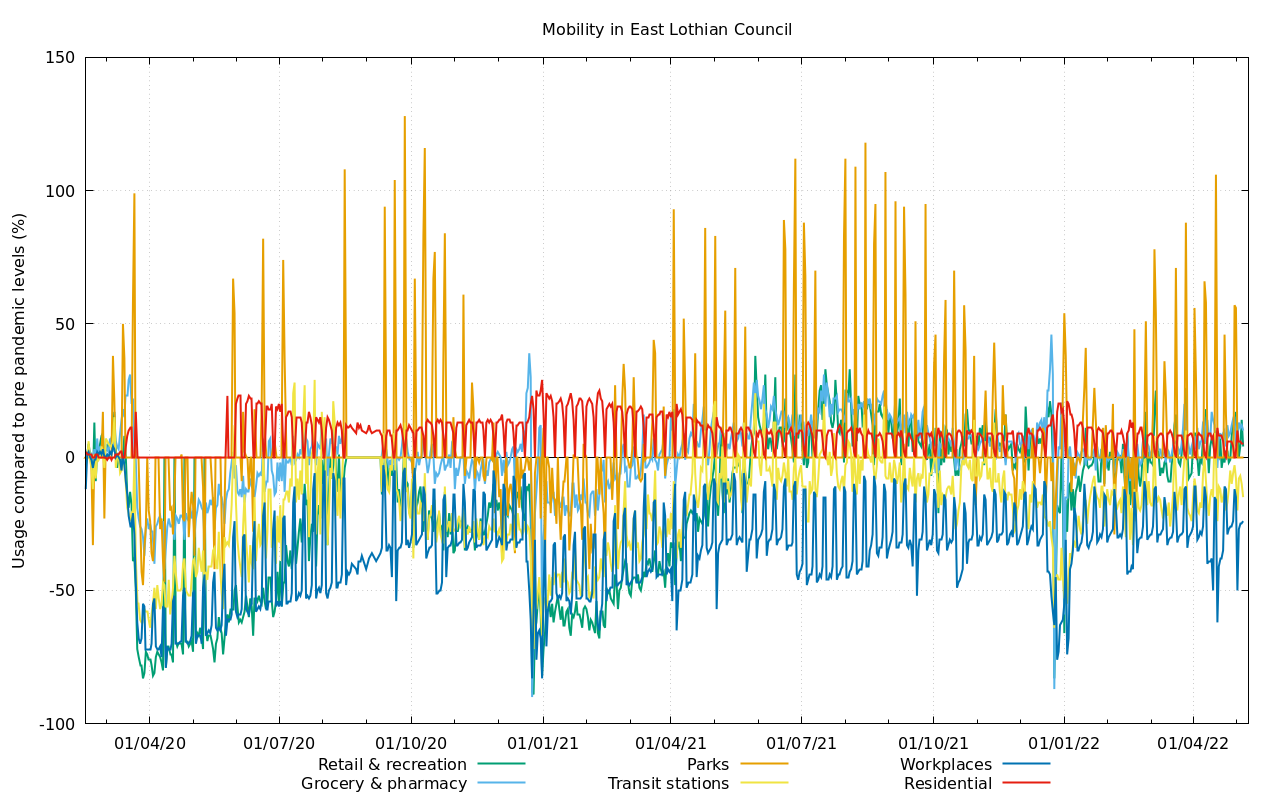 Mobility in East Lothian Council
150
100
50
0
-50
-100
Usage compared to pre pandemic levels (%)
01/04/20 01/07/20 01/10/20 01/01/21 01/04/21 01/07/21 01/10/21 01/01/22 01/04/22
Retail & recreation Parks Workplaces
Grocery & pharmacy Transit stations Residential